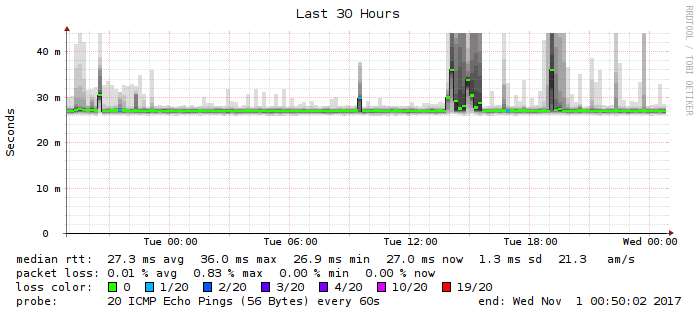 Last 30 Hours
RRDTOOL / TOBI OETIKER
Seconds
40 m
30 m
20 m
10 m
0
Tue 00:00 Tue 06:00 Tue 12:00 Tue 18:00 Wed 00:00
median rtt: 27.3 ms avg 36.0 ms max 26.9 ms min 27.0 ms now 1.3 ms sd 21.3 am/s
packet loss: 0.01 % avg 0.83 % max 0.00 % min 0.00 % now
loss color: 0 1/20 2/20 3/20 4/20 10/20 19/20
probe: 20 ICMP Echo Pings (56 Bytes) every 60s end: Wed Nov 1 00:50:02 2017